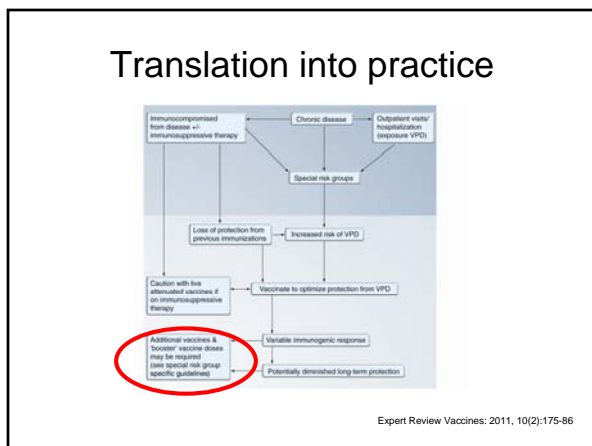 Translation into practice
Immunocompromised
from disease +/-
immunosuppressive therapy
Chronic disease
Outpatient visits/
hospitalization
(exposure VPD)
Special risk groups
Loss of protection from
previous immunizations
Increased risk of VPD
Caution with live
attenuated vaccines if
on immunosuppressive
therapy
Vaccinate to optimize protection from VPD
Additional vaccines &
'booster' vaccine doses
may be required
(see special risk group
specific guidelines)
Variable immunogenic response
Potentially diminished long-term protection
Expert Review Vaccines: 2011, 10(2):175-86